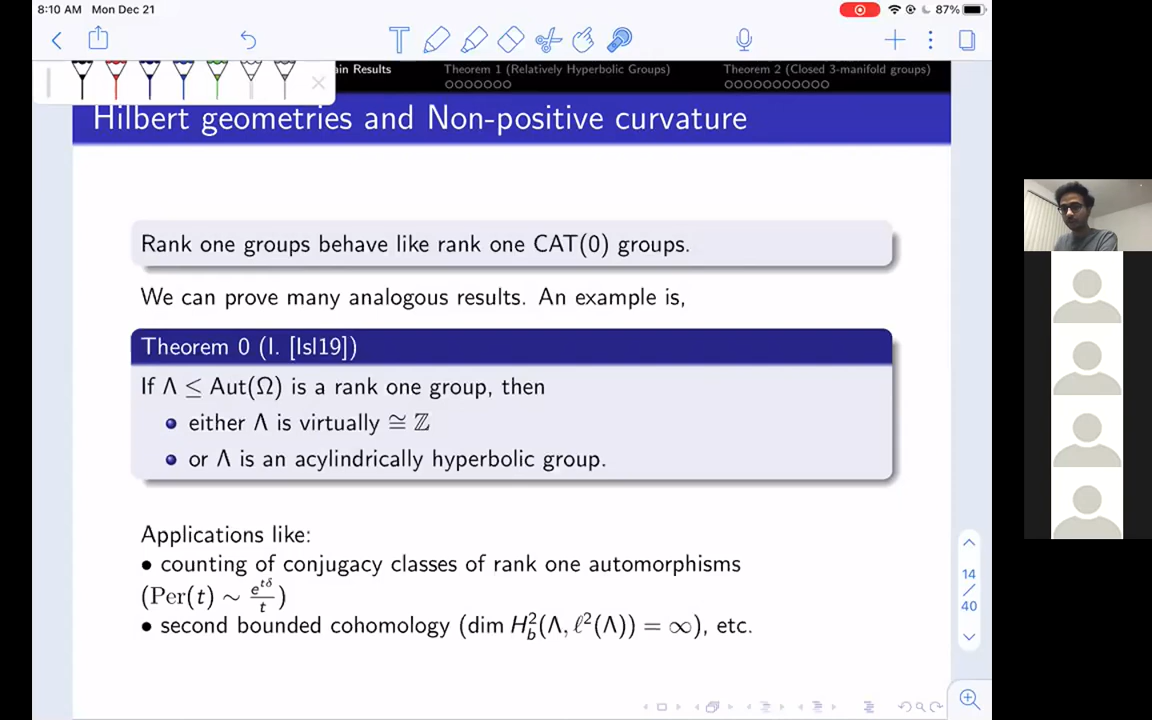 8:10 AM Mon Dec 21
87%
ain Results
Theorem 1 (Relatively Hyperbolic Groups)
Theorem 2 (Closed 3-manifold groups)
Hilbert geometries and Non-positive curvature
Rank one groups behave like rank one CAT(0) groups.
We can prove many analogous results. An example is,
Theorem 0 (I. [Isl19])
If Λ ≤ Aut(Ω) is a rank one group, then
either Λ is virtually ≅ ℤ
or Λ is an acylindrically hyperbolic group.
Applications like:
• counting of conjugacy classes of rank one automorphisms
(Per(t) ~ e^{tδ}/t)
• second bounded cohomology (dim H_b^2(Λ, ℓ^2(Λ)) = ∞), etc.
14
/
40